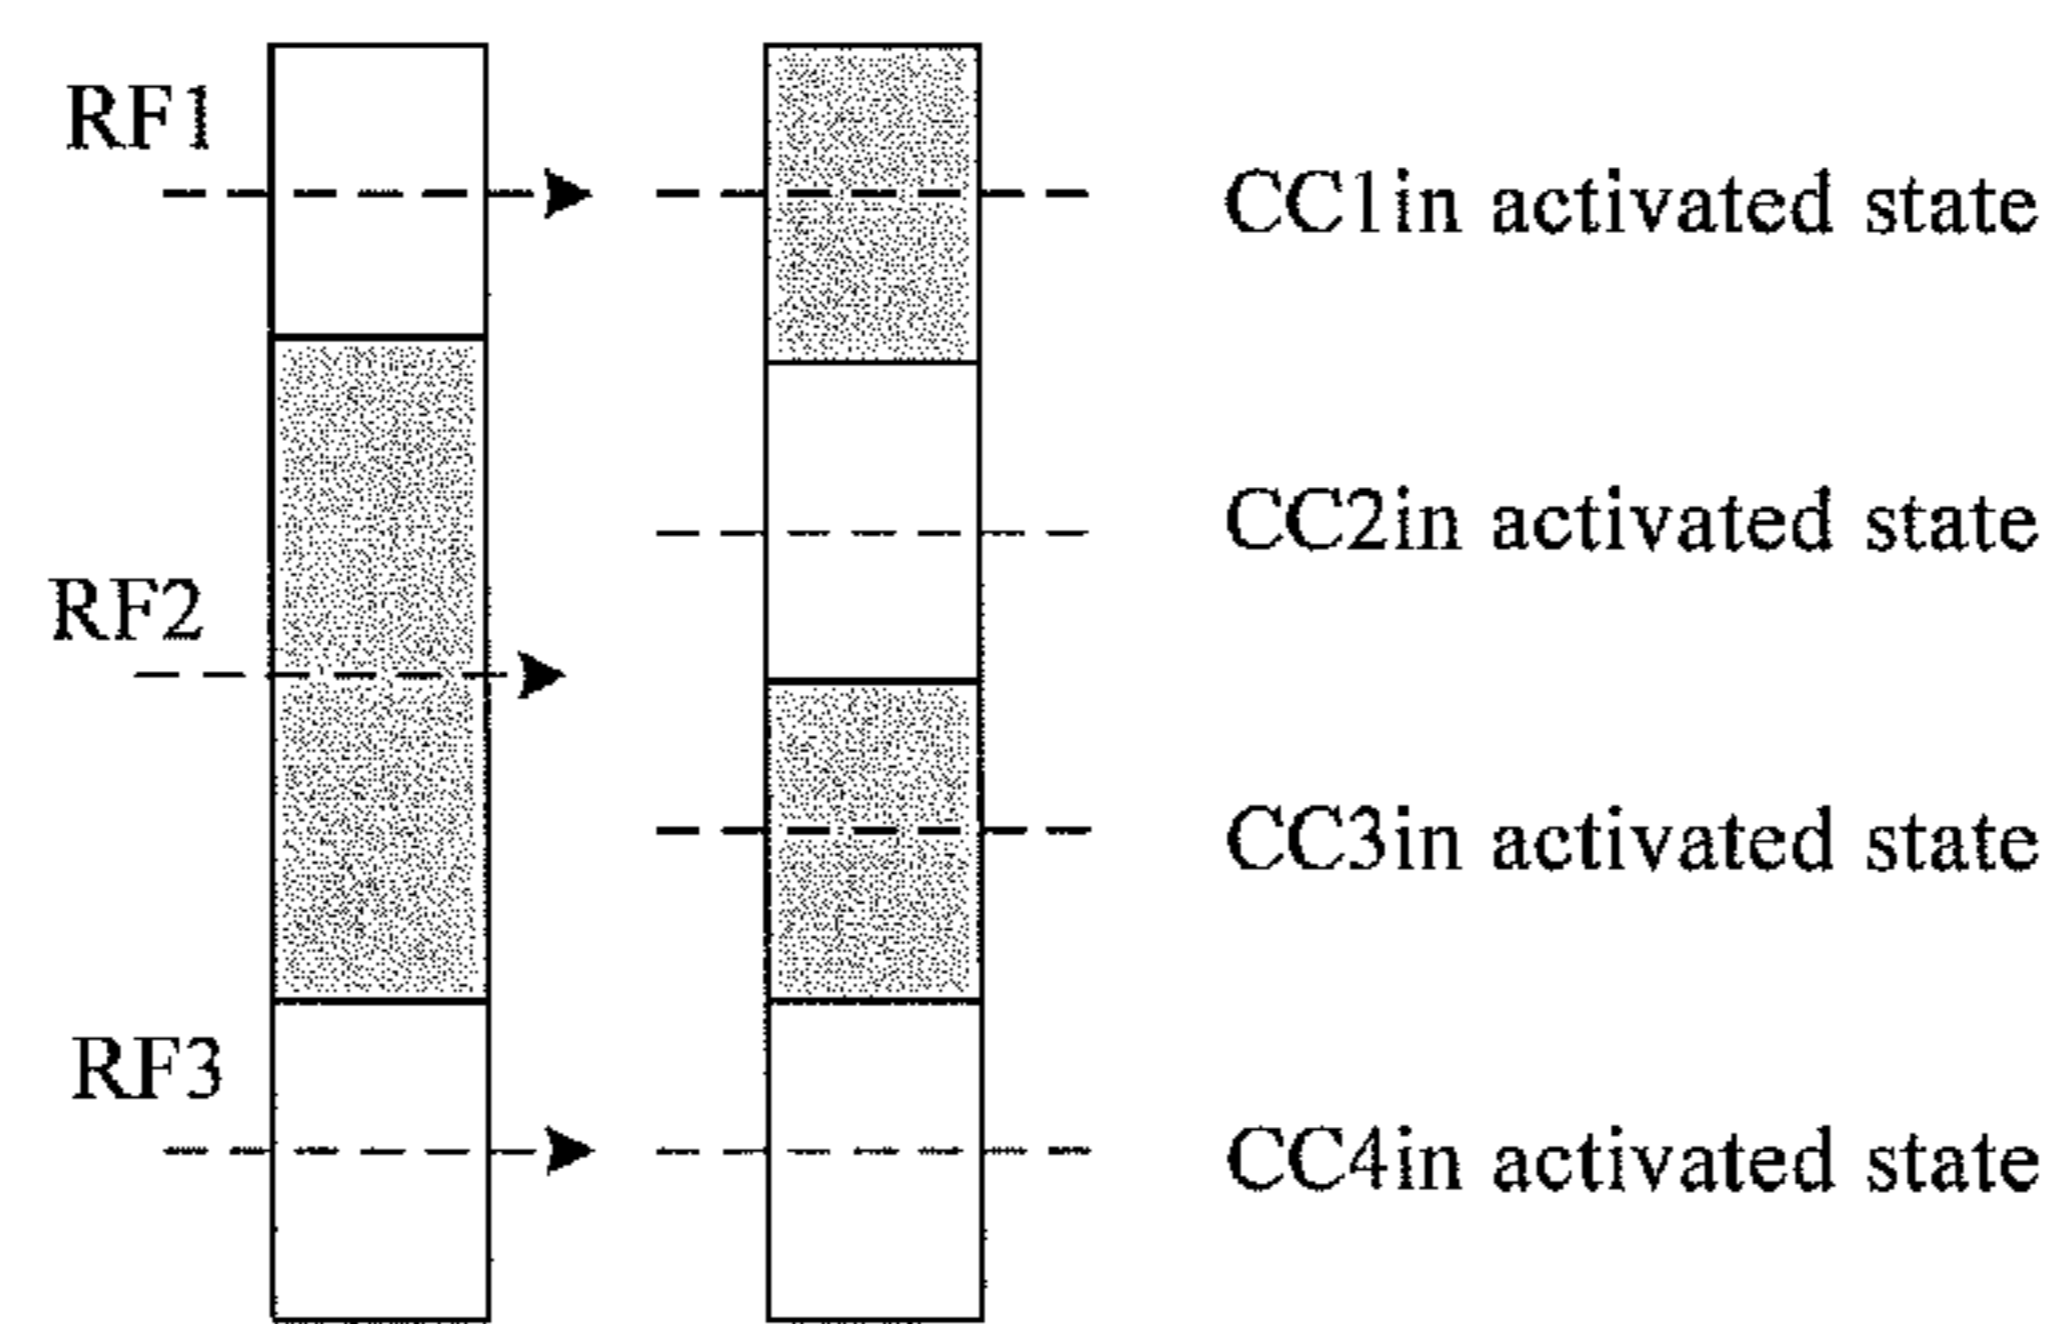 RF1
CC1in activated state
CC2in activated state
RF2
CC3in activated state
RF3
CC4in activated state